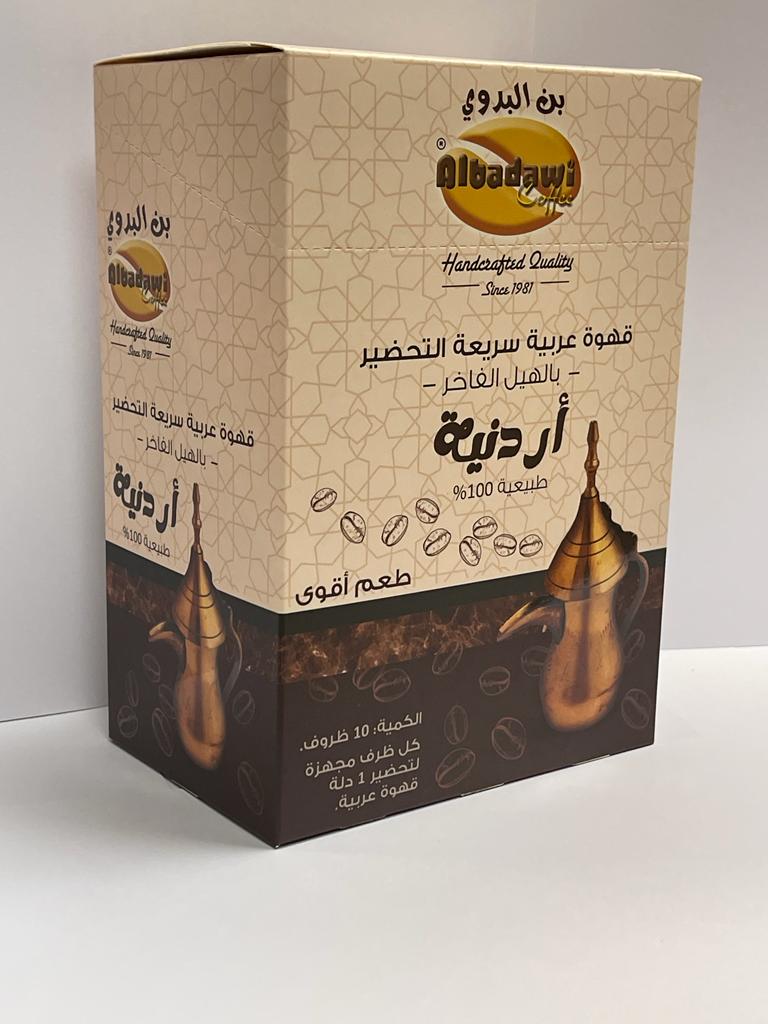 بن البدوي
®
Albadawi
Coffee
Handcrafted Quality
Since 1981
قهوة عربية سريعة التحضير
- بالهيل الفاخر -
أردنية
طبيعية 100%
طعم أقوى
الكمية: 10 ظروف.
كل ظرف مجهزة
لتحضير 1 دلة
قهوة عربية.
بن البدوي
®
Albadawi
Coffee
Handcrafted Quality
Since 1981
قهوة عربية سريعة التحضير
- بالهيل الفاخر -
أردنية
طبيعية 100%